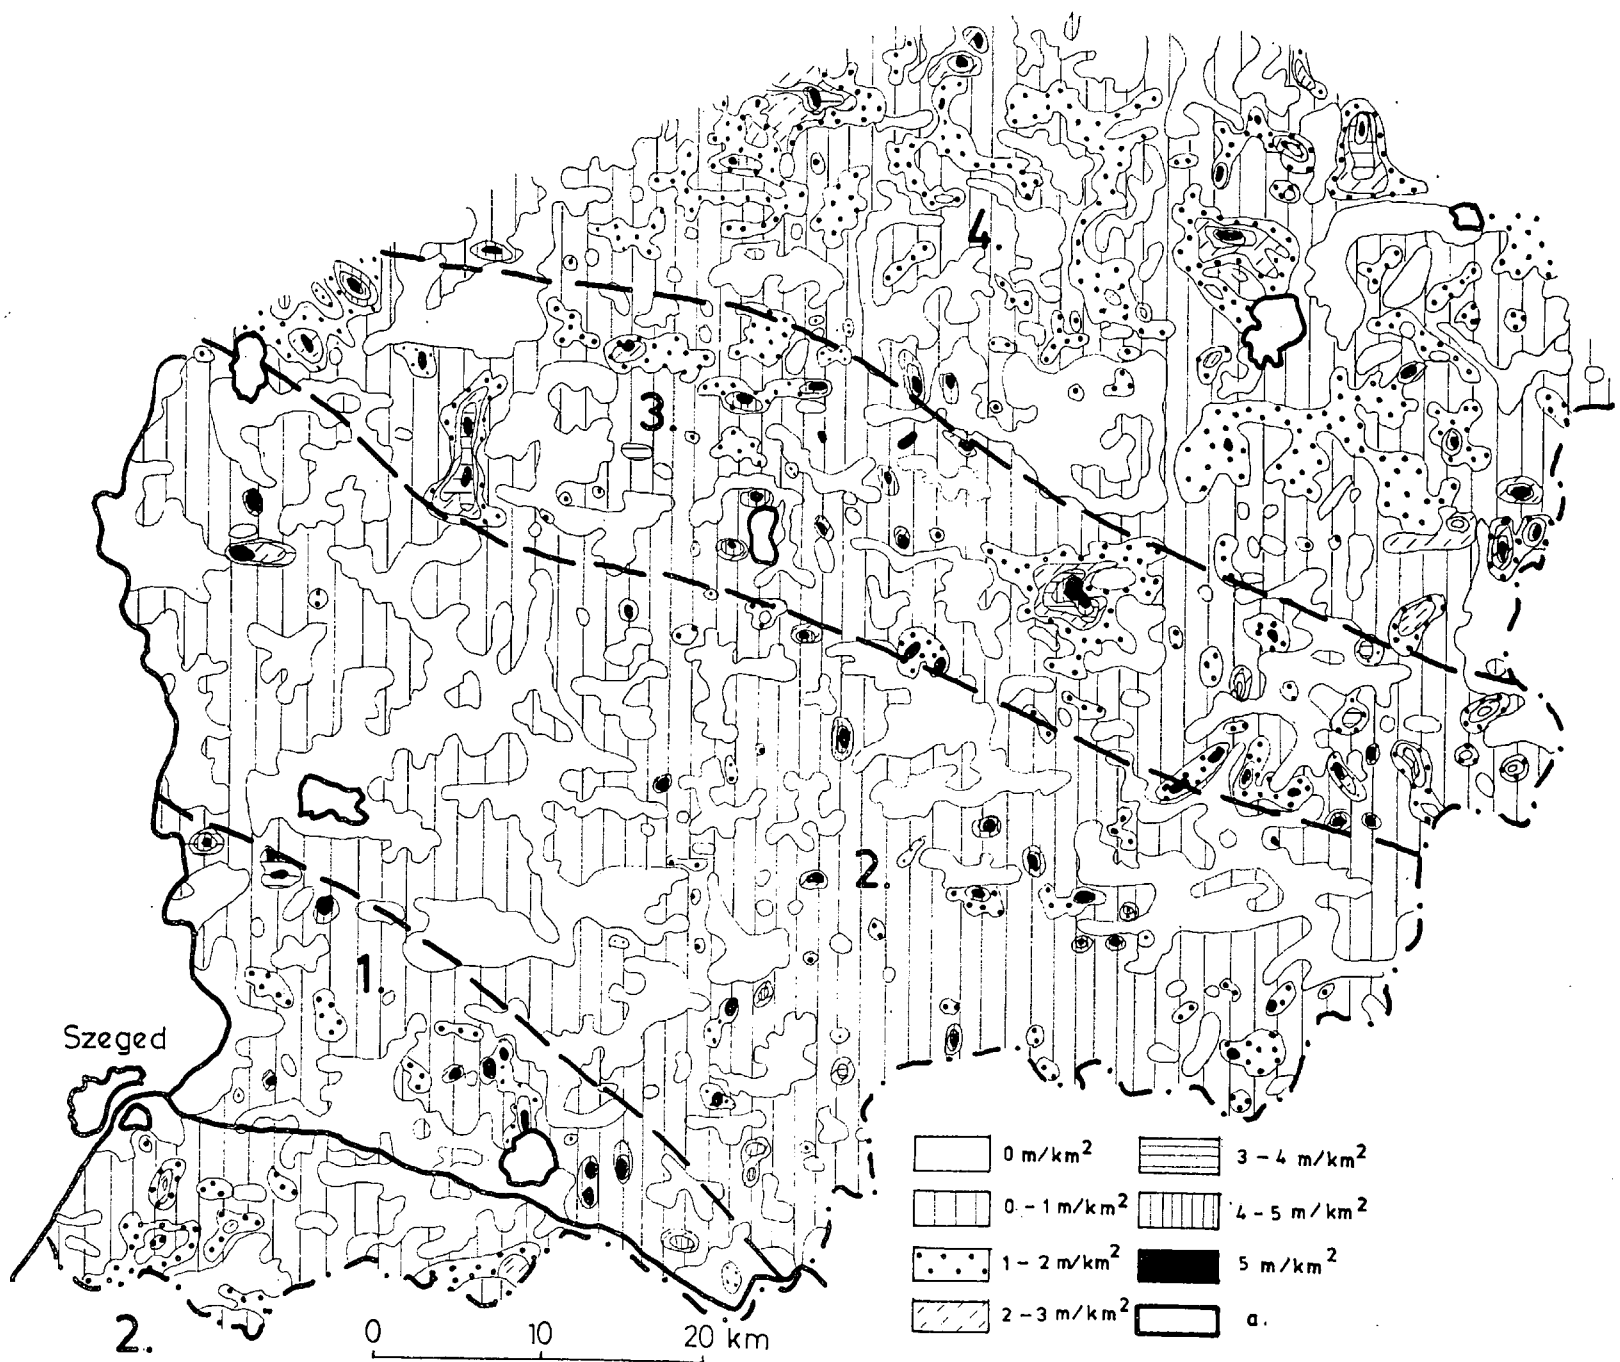 4.
3.
2.
1.
Szeged
0 m/km²
0-1 m/km²
1-2 m/km²
2-3 m/km²
3-4 m/km²
4-5 m/km²
5 m/km²
a.
2.
0 10 20 km